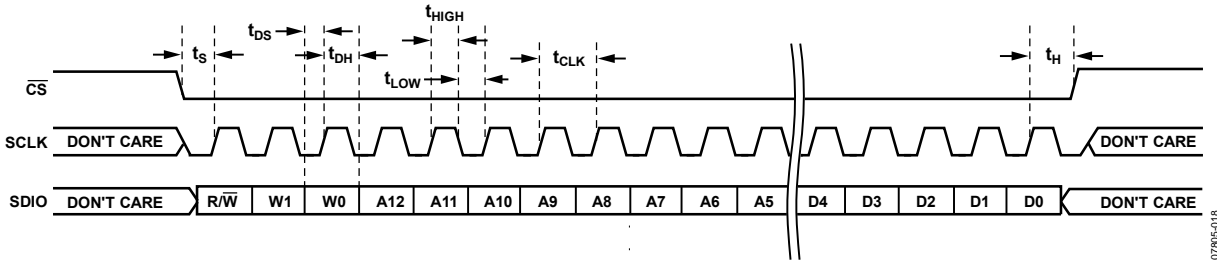 tHIGH
tDS
tS
tDH
tCLK
tH
tLOW
CS
SCLK DON'T CARE DON'T CARE
SDIO DON'T CARE R/W W1 W0 A12 A11 A10 A9 A8 A7 A6 A5 D4 D3 D2 D1 D0 DON'T CARE
07805-018